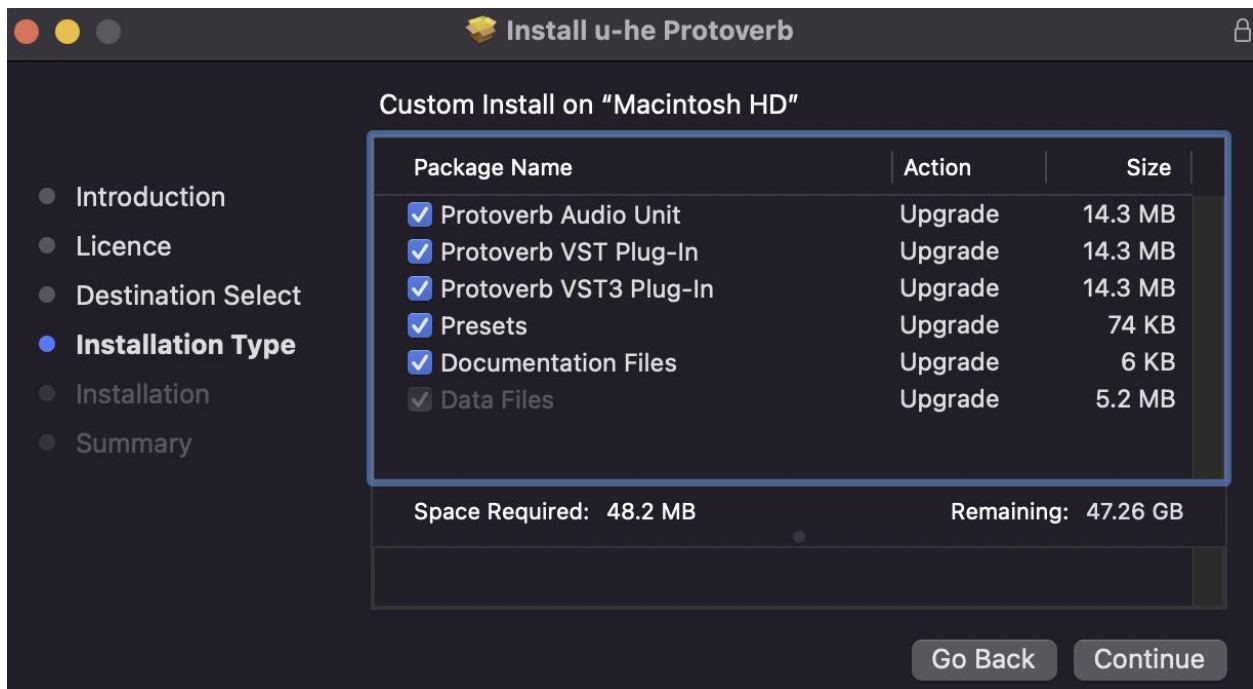 Install u-he Protoverb
Custom Install on “Macintosh HD”
Introduction
Licence
Destination Select
Installation Type
Installation
Summary
Package Name Action Size
Protoverb Audio Unit Upgrade 14.3 MB
Protoverb VST Plug-In Upgrade 14.3 MB
Protoverb VST3 Plug-In Upgrade 14.3 MB
Presets Upgrade 74 KB
Documentation Files Upgrade 6 KB
Data Files Upgrade 5.2 MB
Space Required: 48.2 MB Remaining: 47.26 GB
Go Back Continue